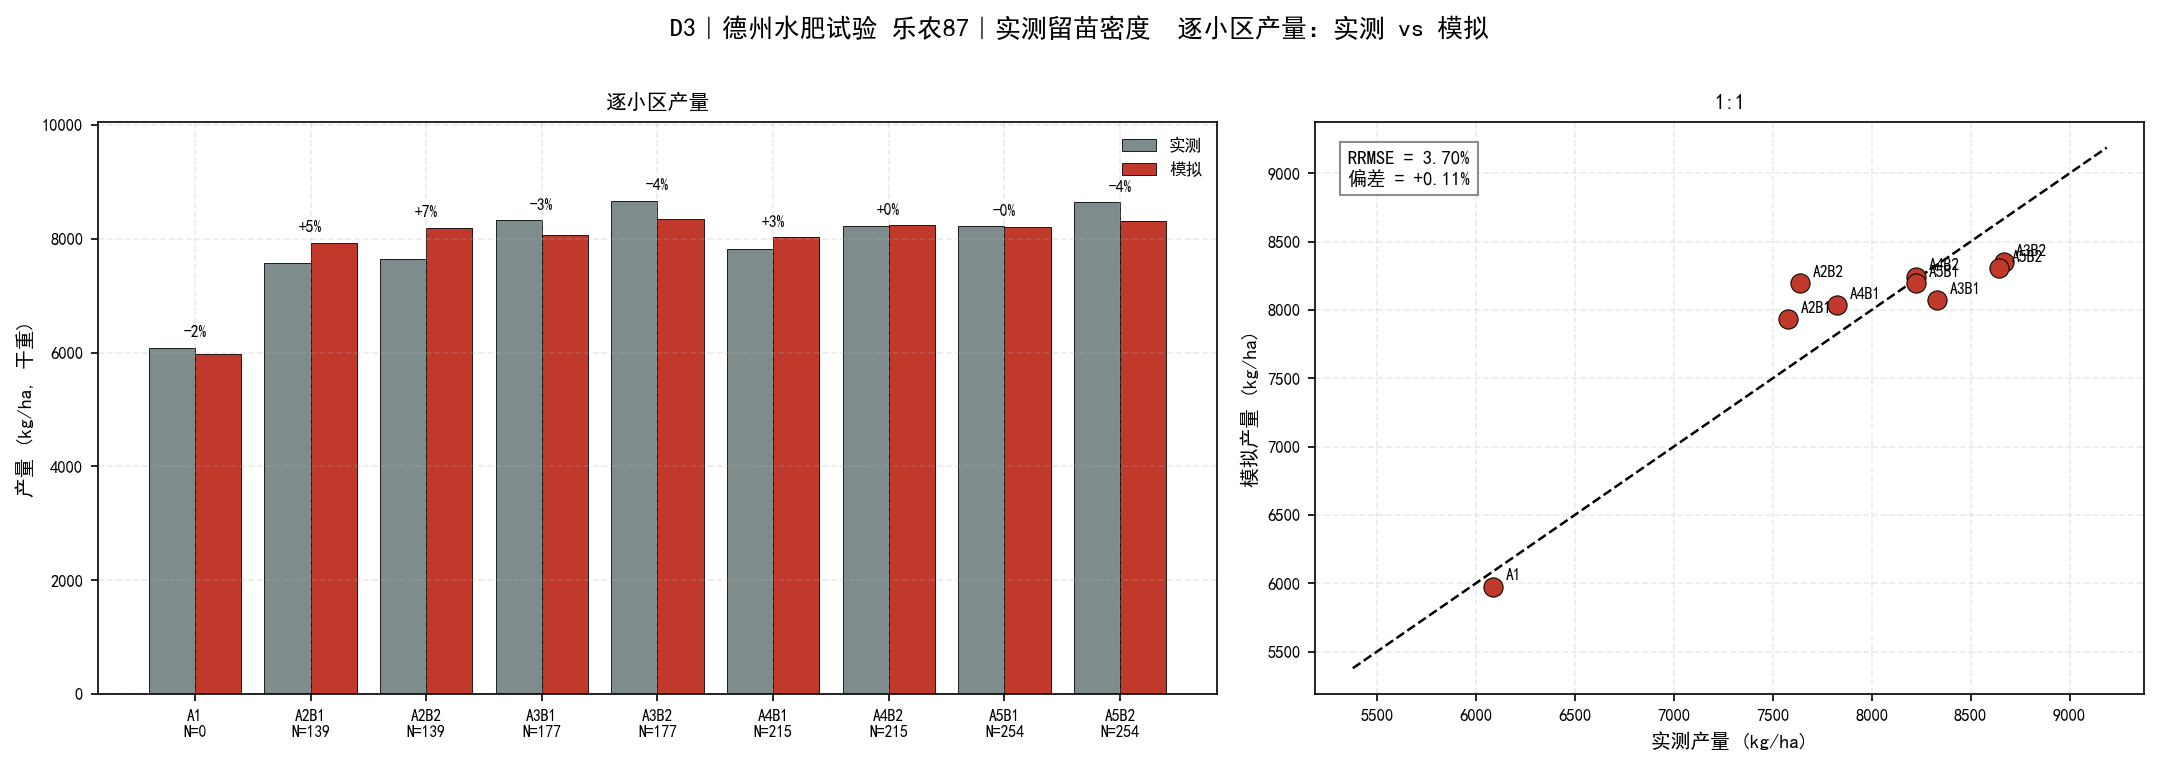 D3｜德州水肥试验 乐农87｜实测留苗密度 逐小区产量：实测 vs 模拟
逐小区产量
产量 (kg/ha, 干重)
10000
8000
6000
4000
2000
0
实测
模拟
−2%
+5%
+7%
−3%
−4%
+3%
+0%
−0%
−4%
A1
N=0
A2B1
N=139
A2B2
N=139
A3B1
N=177
A3B2
N=177
A4B1
N=215
A4B2
N=215
A5B1
N=254
A5B2
N=254
1:1
RRMSE = 3.70%
偏差 = +0.11%
模拟产量 (kg/ha)
9000
8500
8000
7500
7000
6500
6000
5500
A3B2
A5B2
A4B2
A5B1
A2B2
A3B1
A4B1
A2B1
A1
5500
6000
6500
7000
7500
8000
8500
9000
实测产量 (kg/ha)